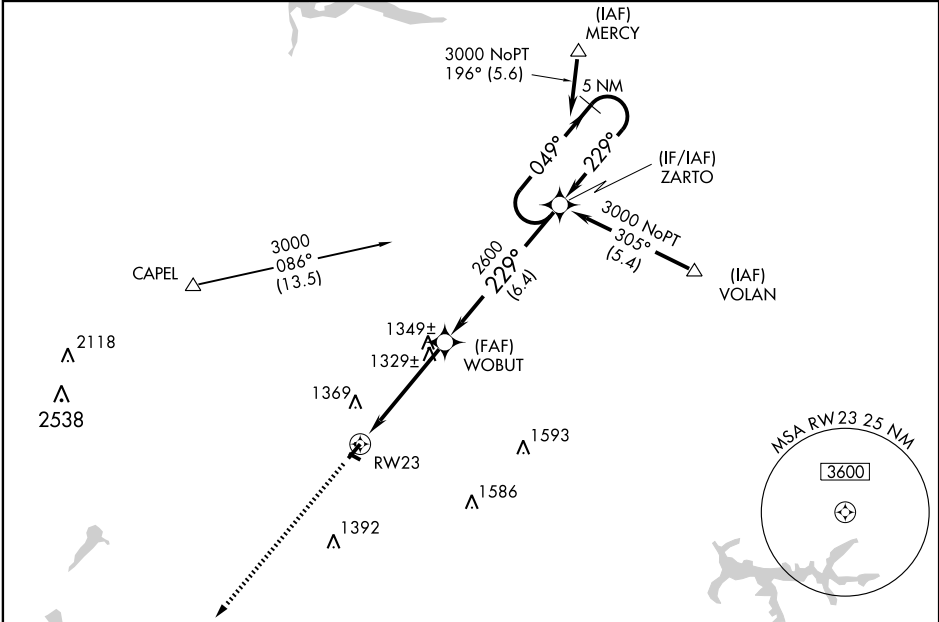 (IAF)
MERCY
3000 NoPT
196° (5.6)
5 NM
049°
229°
(IF/IAF)
ZARTO
3000 NoPT
305°
(5.4)
(IAF)
VOLAN
3000
086°
(13.5)
CAPEL
2600
229°
(6.4)
1349±
1329±
(FAF)
WOBUT
2118
2538
1369
RW23
1593
1586
1392
MSA RW23 25 NM
3600